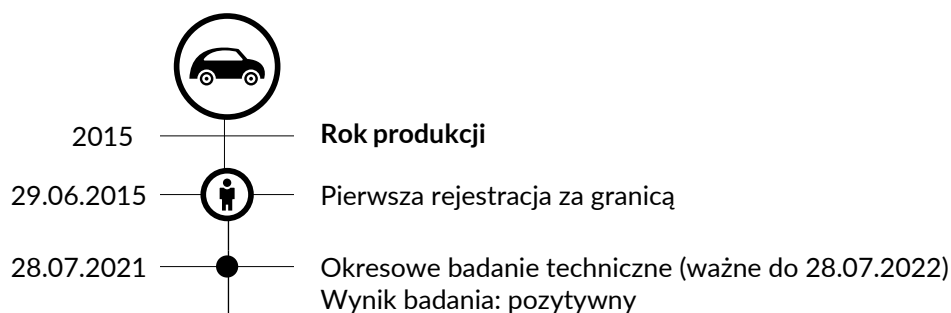 2015 Rok produkcji
29.06.2015 Pierwsza rejestracja za granicą
28.07.2021 Okresowe badanie techniczne (ważne do 28.07.2022)
Wynik badania: pozytywny